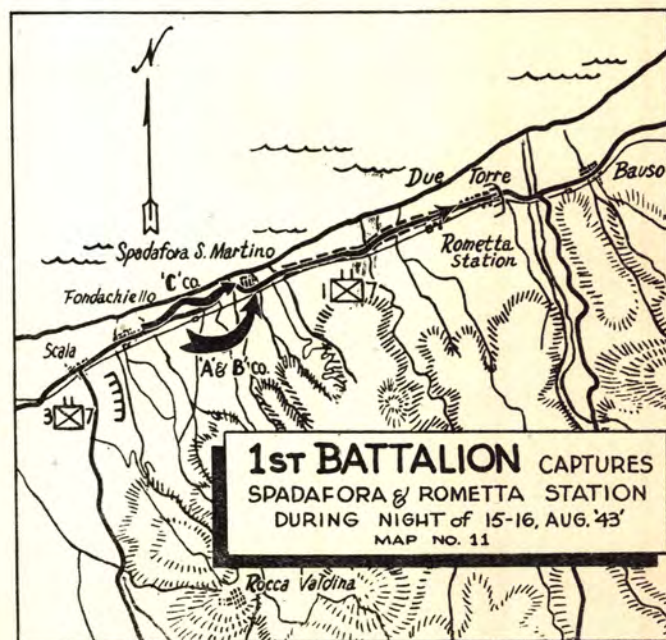 N
Due Torre
Bauso
Spadafora S. Martino
Rometta
Station
'C' co.
Fondachiello
1 7
Scala
'A' & 'B' co.
3 7
1ST BATTALION CAPTURES
SPADAFORA & ROMETTA STATION
DURING NIGHT of 15-16, AUG. '43'
MAP NO. 11
Rocca Valdina